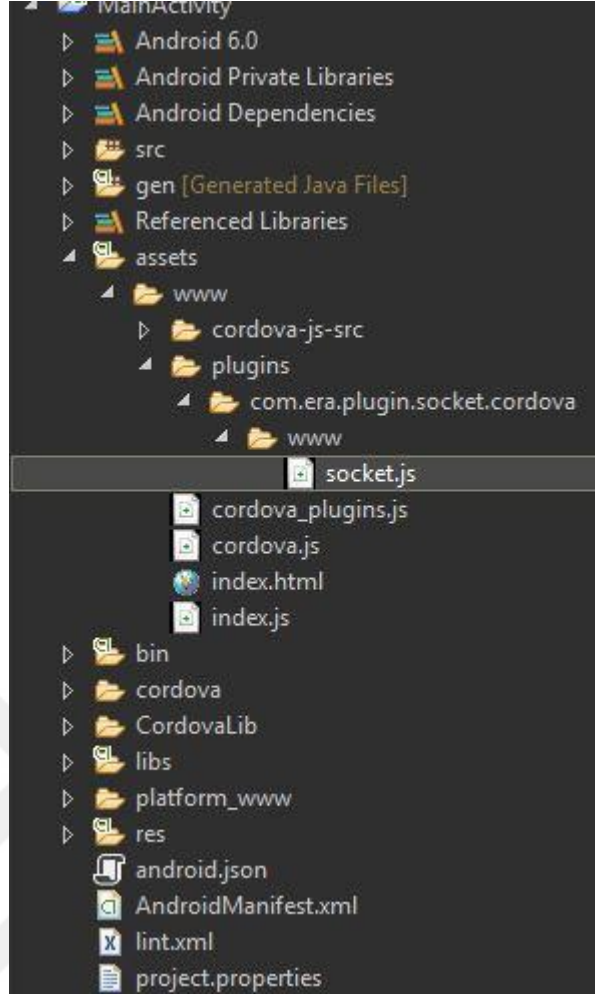 MainActivity
Android 6.0
Android Private Libraries
Android Dependencies
src
gen [Generated Java Files]
Referenced Libraries
assets
www
cordova-js-src
plugins
com.era.plugin.socket.cordova
www
socket.js
cordova_plugins.js
cordova.js
index.html
index.js
bin
cordova
CordovaLib
libs
platform_www
res
android.json
AndroidManifest.xml
lint.xml
project.properties